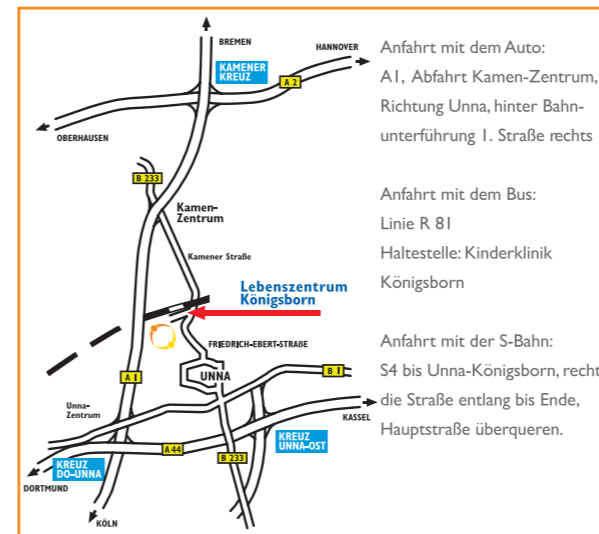 BREMEN
HANNOVER
KAMENER
KREUZ
A 2
OBERHAUSEN
B 233
Kamen-
Zentrum
Kamener Straße
Lebenszentrum
Königsborn
FRIEDRICH-EBERT-STRAßE
UNNA
B 1
A 1
Unna-
Zentrum
KASSEL
A 44
KREUZ
UNNA-OST
KREUZ
DO-UNNA
B 233
DORTMUND
KÖLN
Anfahrt mit dem Auto:
A1, Abfahrt Kamen-Zentrum,
Richtung Unna, hinter Bahn-
unterführung 1. Straße rechts
Anfahrt mit dem Bus:
Linie R 81
Haltestelle: Kinderklinik
Königsborn
Anfahrt mit der S-Bahn:
S4 bis Unna-Königsborn, recht
die Straße entlang bis Ende,
Hauptstraße überqueren.